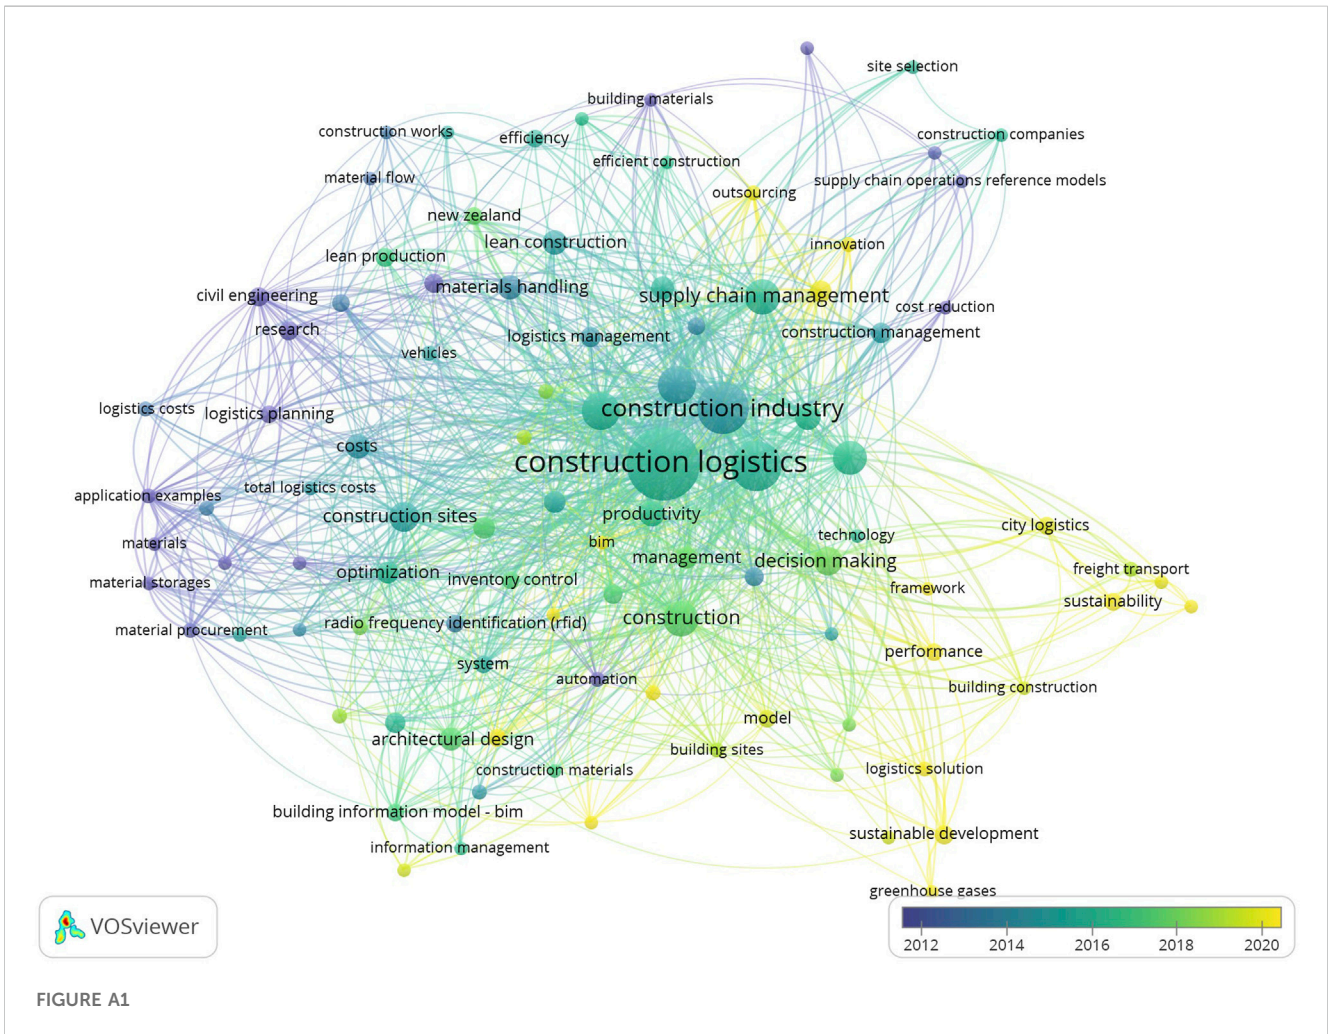 site selection
building materials
construction works
construction companies
efficiency
efficient construction
material flow
supply chain operations reference models
outsourcing
new zealand
lean construction
innovation
lean production
materials handling
civil engineering
supply chain management
cost reduction
research
construction management
logistics management
vehicles
logistics costs
logistics planning
construction industry
costs
construction logistics
total logistics costs
application examples
productivity
construction sites
city logistics
technology
bim
materials
management
decision making
freight transport
optimization
inventory control
material storages
framework
sustainability
construction
radio frequency identification (rfid)
material procurement
performance
system
automation
building construction
model
architectural design
building sites
construction materials
logistics solution
building information model - bim
sustainable development
information management
greenhouse gases
VOSviewer
2012 2014 2016 2018 2020
FIGURE A1